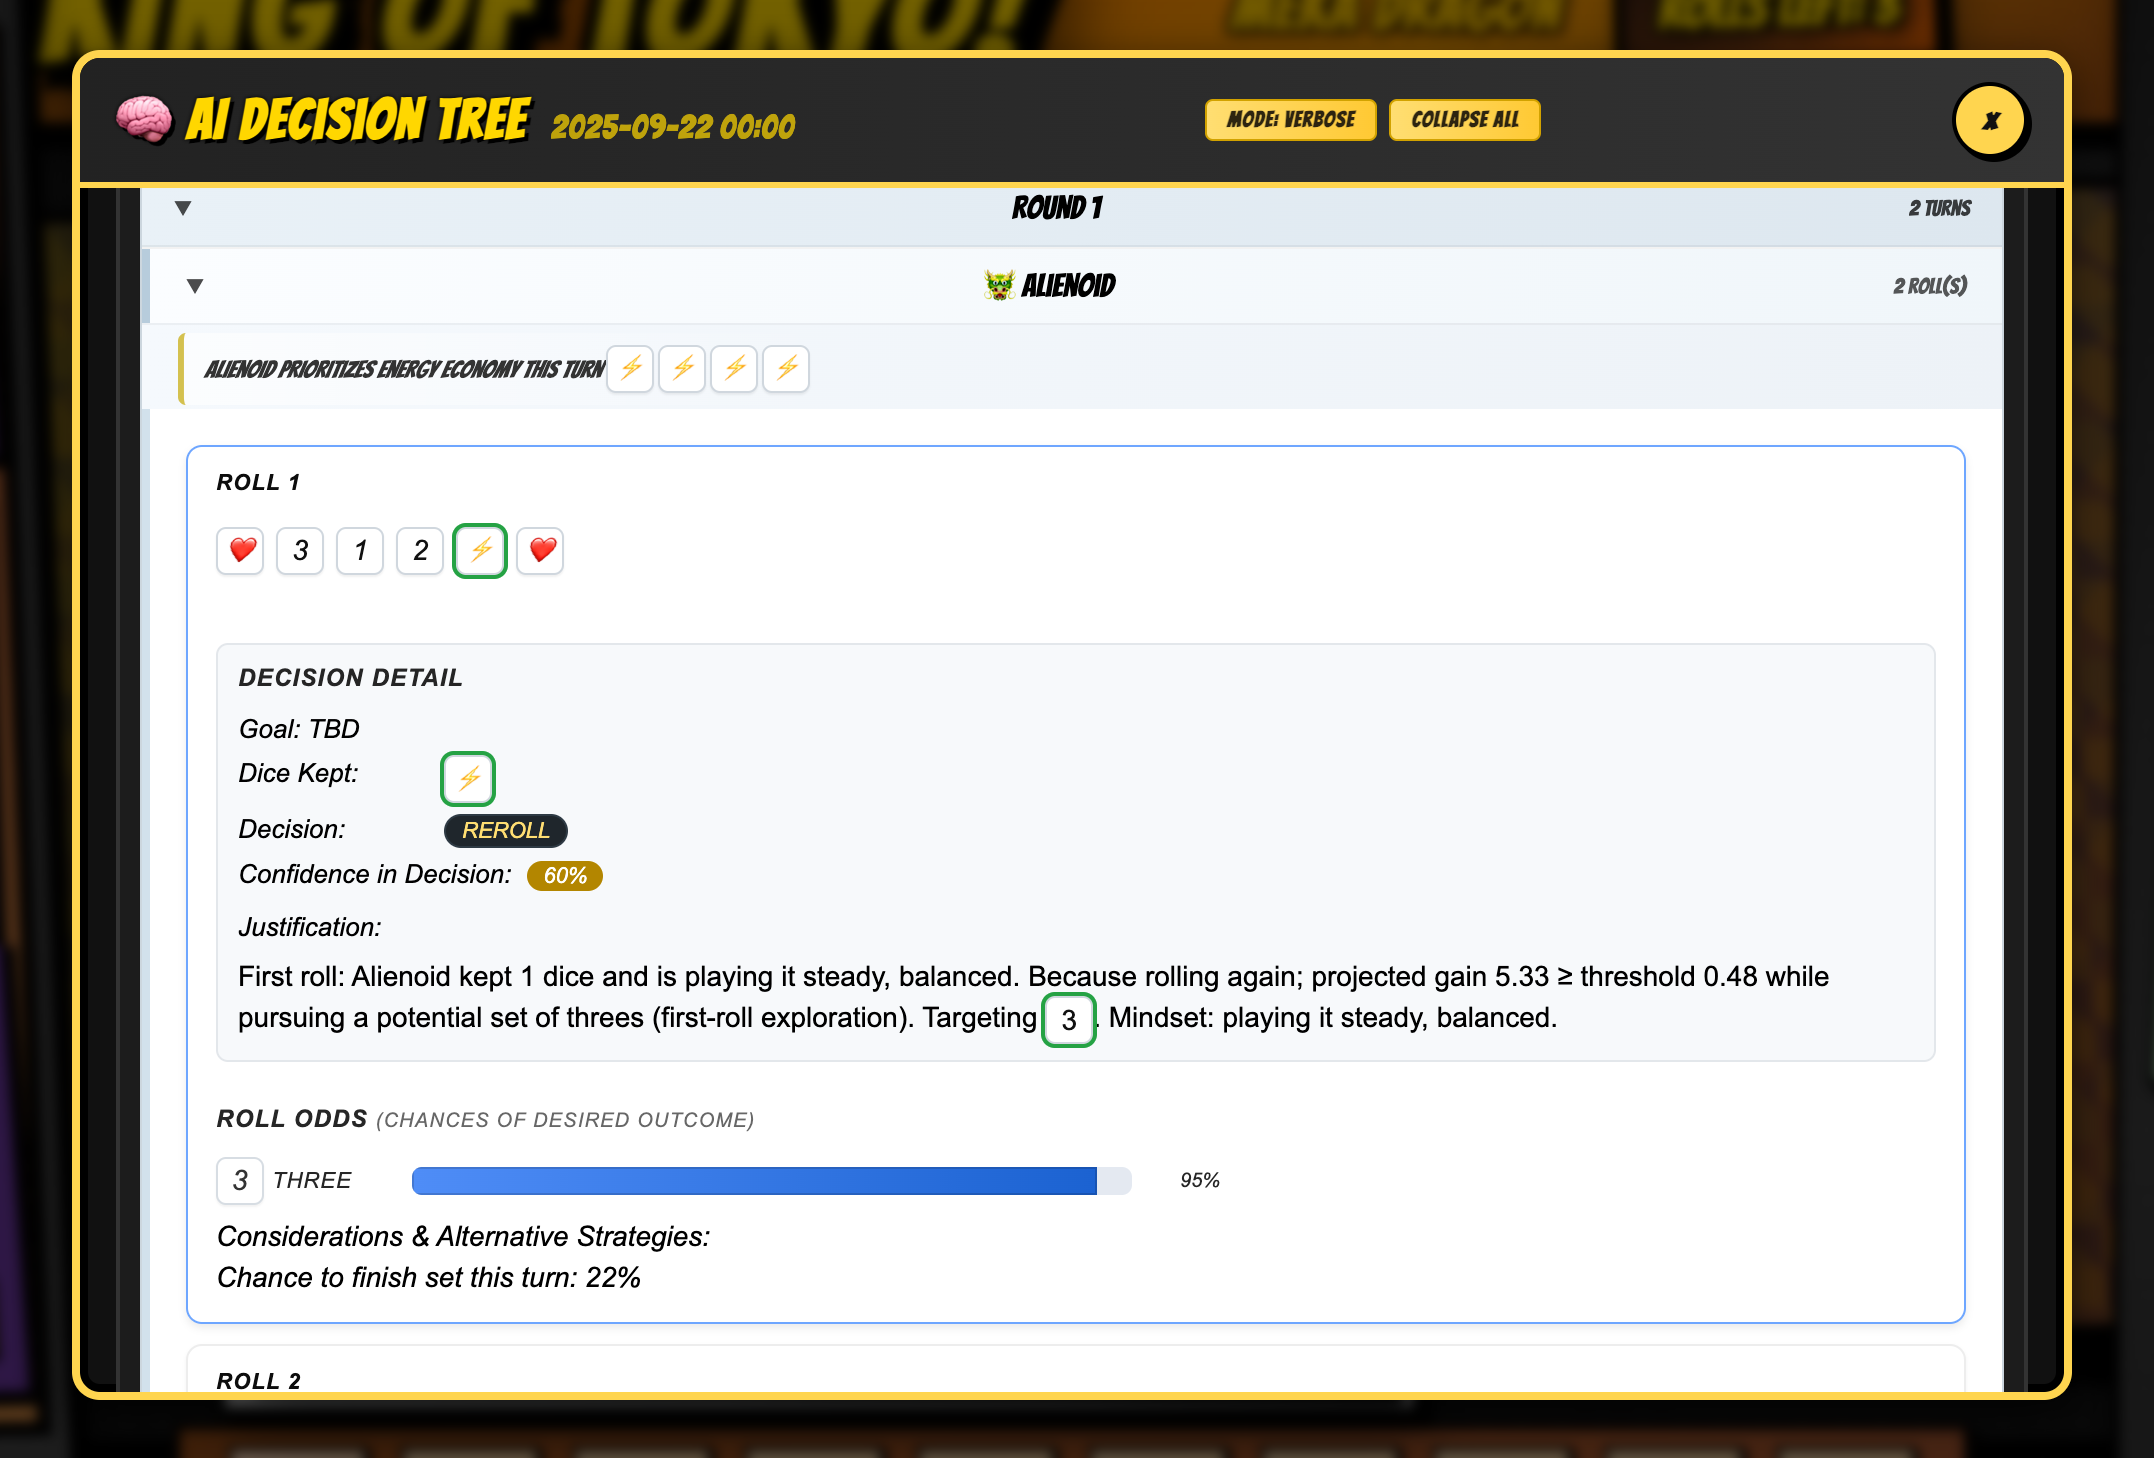 KING OF TOKYO!
MEKA DRAGON
AI DECISION TREE 2025-09-22 00:00
MODE: VERBOSE
COLLAPSE ALL
X
ROUND 1
2 TURNS
ALIENOID
2 ROLL(S)
ALIENOID PRIORITIZES ENERGY ECONOMY THIS TURN
ROLL 1
3 1 2
DECISION DETAIL
Goal: TBD
Dice Kept:
Decision: REROLL
Confidence in Decision: 60%
Justification:
First roll: Alienoid kept 1 dice and is playing it steady, balanced. Because rolling again; projected gain 5.33 ≥ threshold 0.48 while
pursuing a potential set of threes (first-roll exploration). Targeting 3. Mindset: playing it steady, balanced.
ROLL ODDS (CHANCES OF DESIRED OUTCOME)
3 THREE 95%
Considerations & Alternative Strategies:
Chance to finish set this turn: 22%
ROLL 2